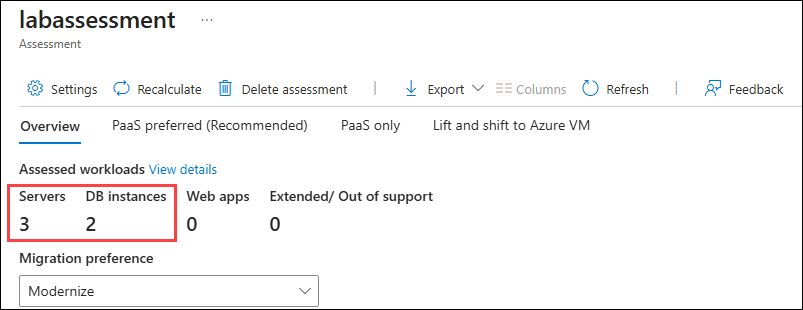 labassessment ...
Assessment
Settings Recalculate Delete assessment Export Columns Refresh Feedback
Overview PaaS preferred (Recommended) PaaS only Lift and shift to Azure VM
Assessed workloads View details
Servers DB instances Web apps Extended/ Out of support
3 2 0 0
Migration preference
Modernize